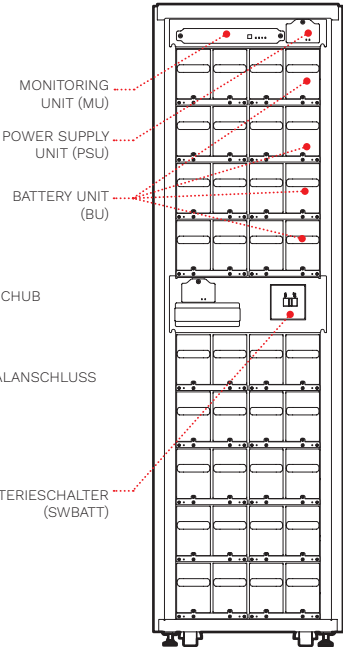 MONITORING
UNIT (MU)
POWER SUPPLY
UNIT (PSU)
BATTERY UNIT
(BU)
CHUB
ALANSCHLUSS
TERIESCHALTER
(SWBATT)